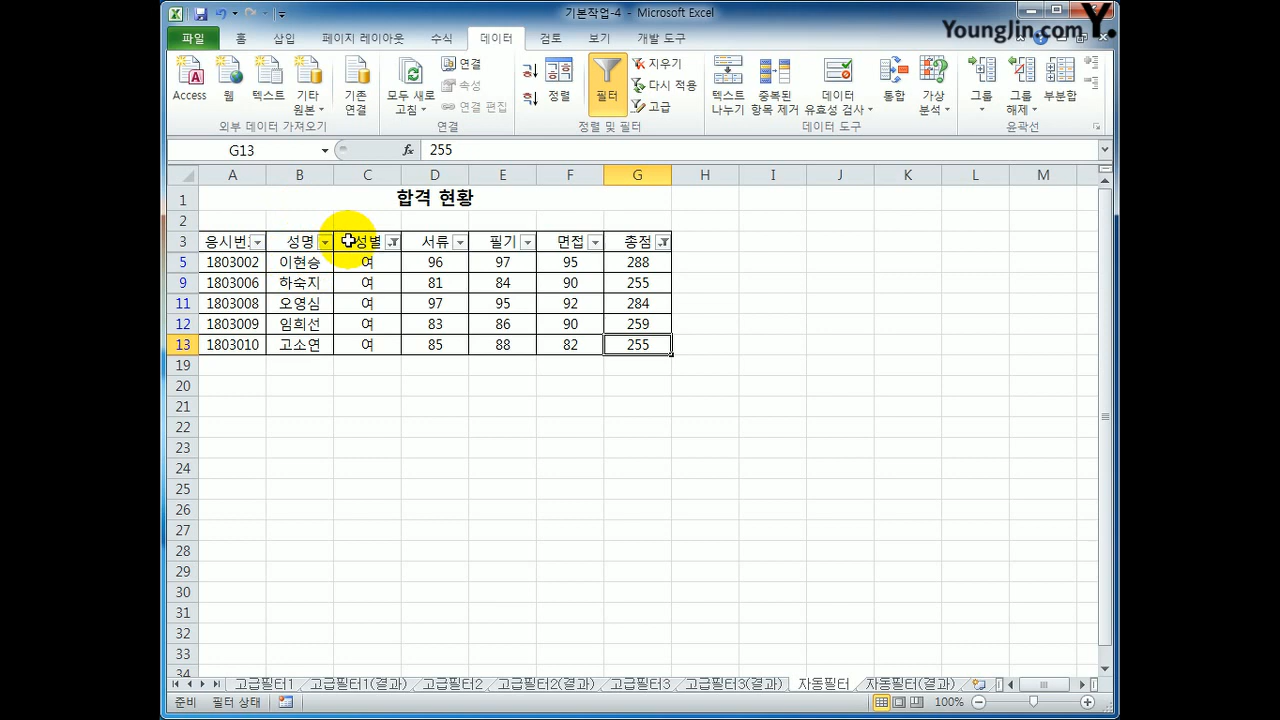 기본작업-4 - Microsoft Excel
YoungJin.com Y.
파일 홈 삽입 페이지 레이아웃 수식 데이터 검토 보기 개발 도구
Access 웹 텍스트 기타 원본 기존 연결 모두 새로 고침 연결 속성 연결 편집 정렬 필터 지우기 다시 적용 고급 텍스트 나누기 중복된 항목 제거 데이터 유효성 검사 통합 가상 분석 그룹 그룹 해제 부분합
외부 데이터 가져오기 연결 정렬 및 필터 데이터 도구 윤곽선
G13 fx 255
A B C D E F G H I J K L M
1 합격 현황
2
3 응시번 성명 성별 서류 필기 면접 총점
5 1803002 이현승 여 96 97 95 288
9 1803006 하숙지 여 81 84 90 255
11 1803008 오영심 여 97 95 92 284
12 1803009 임희선 여 83 86 90 259
13 1803010 고소연 여 85 88 82 255
19
20
21
22
23
24
25
26
27
28
29
30
31
32
33
34
고급필터1 고급필터1(결과) 고급필터2 고급필터2(결과) 고급필터3 고급필터3(결과) 자동필터 자동필터(결과)
준비 필터 상태 100%